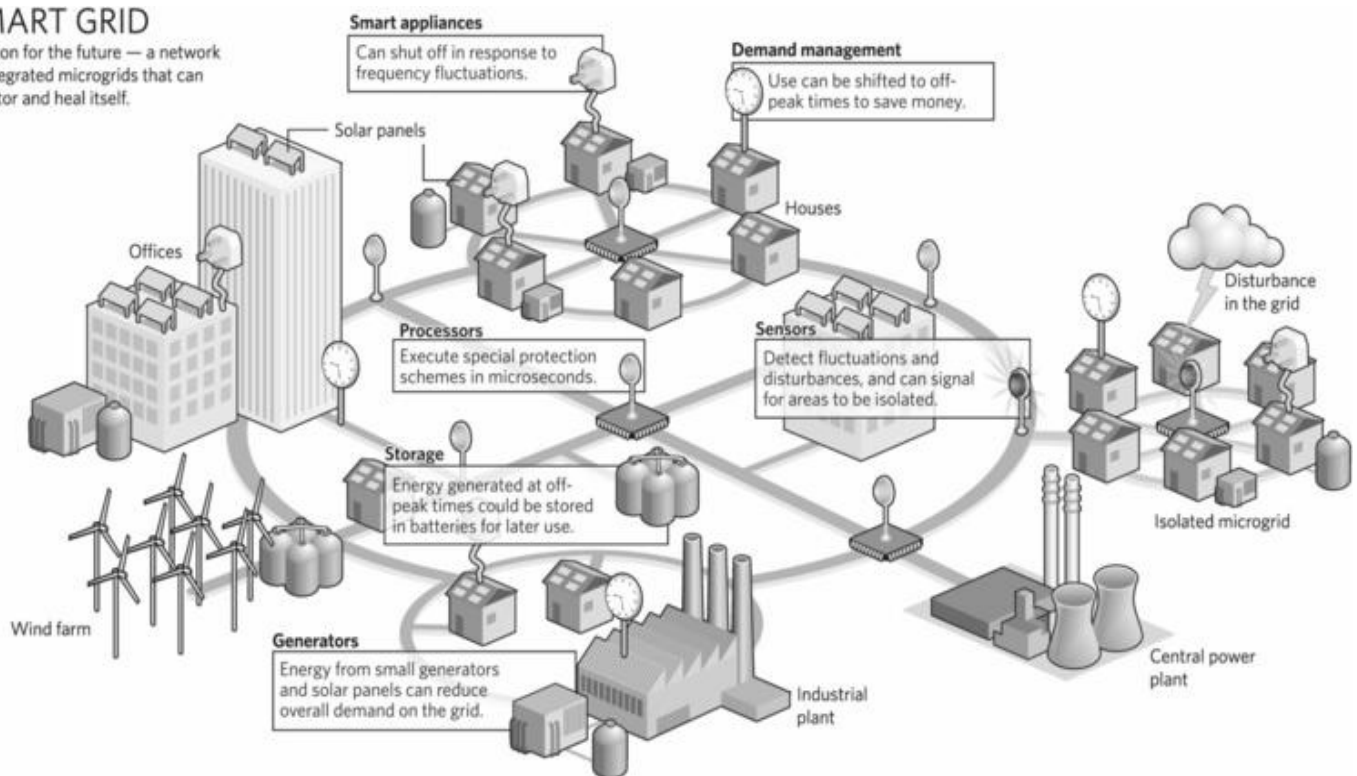 MART GRID
on for the future — a network
egrated microgrids that can
tor and heal itself.
Smart appliances
Can shut off in response to
frequency fluctuations.
Demand management
Use can be shifted to off-
peak times to save money.
Solar panels
Houses
Offices
Disturbance
in the grid
Processors
Execute special protection
schemes in microseconds.
Sensors
Detect fluctuations and
disturbances, and can signal
for areas to be isolated.
Storage
Energy generated at off-
peak times could be stored
in batteries for later use.
Isolated microgrid
Wind farm
Generators
Energy from small generators
and solar panels can reduce
overall demand on the grid.
Industrial
plant
Central power
plant